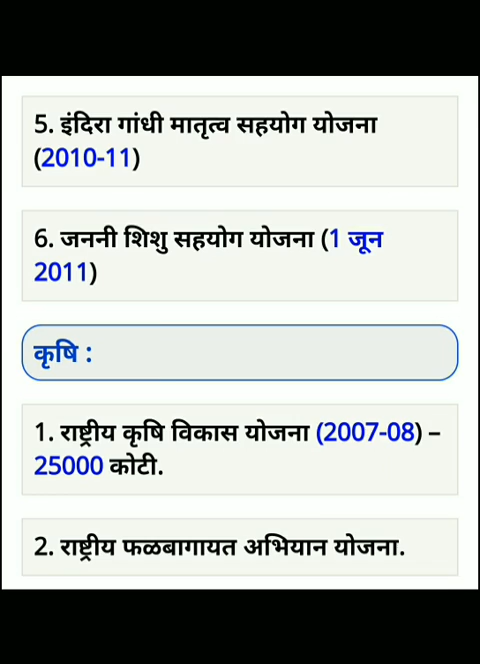 5. इंदिरा गांधी मातृत्व सहयोग योजना
(2010-11)
6. जननी शिशु सहयोग योजना (1 जून
2011)
कृषि :
1. राष्ट्रीय कृषि विकास योजना (2007-08) –
25000 कोटी.
2. राष्ट्रीय फळबागायत अभियान योजना.